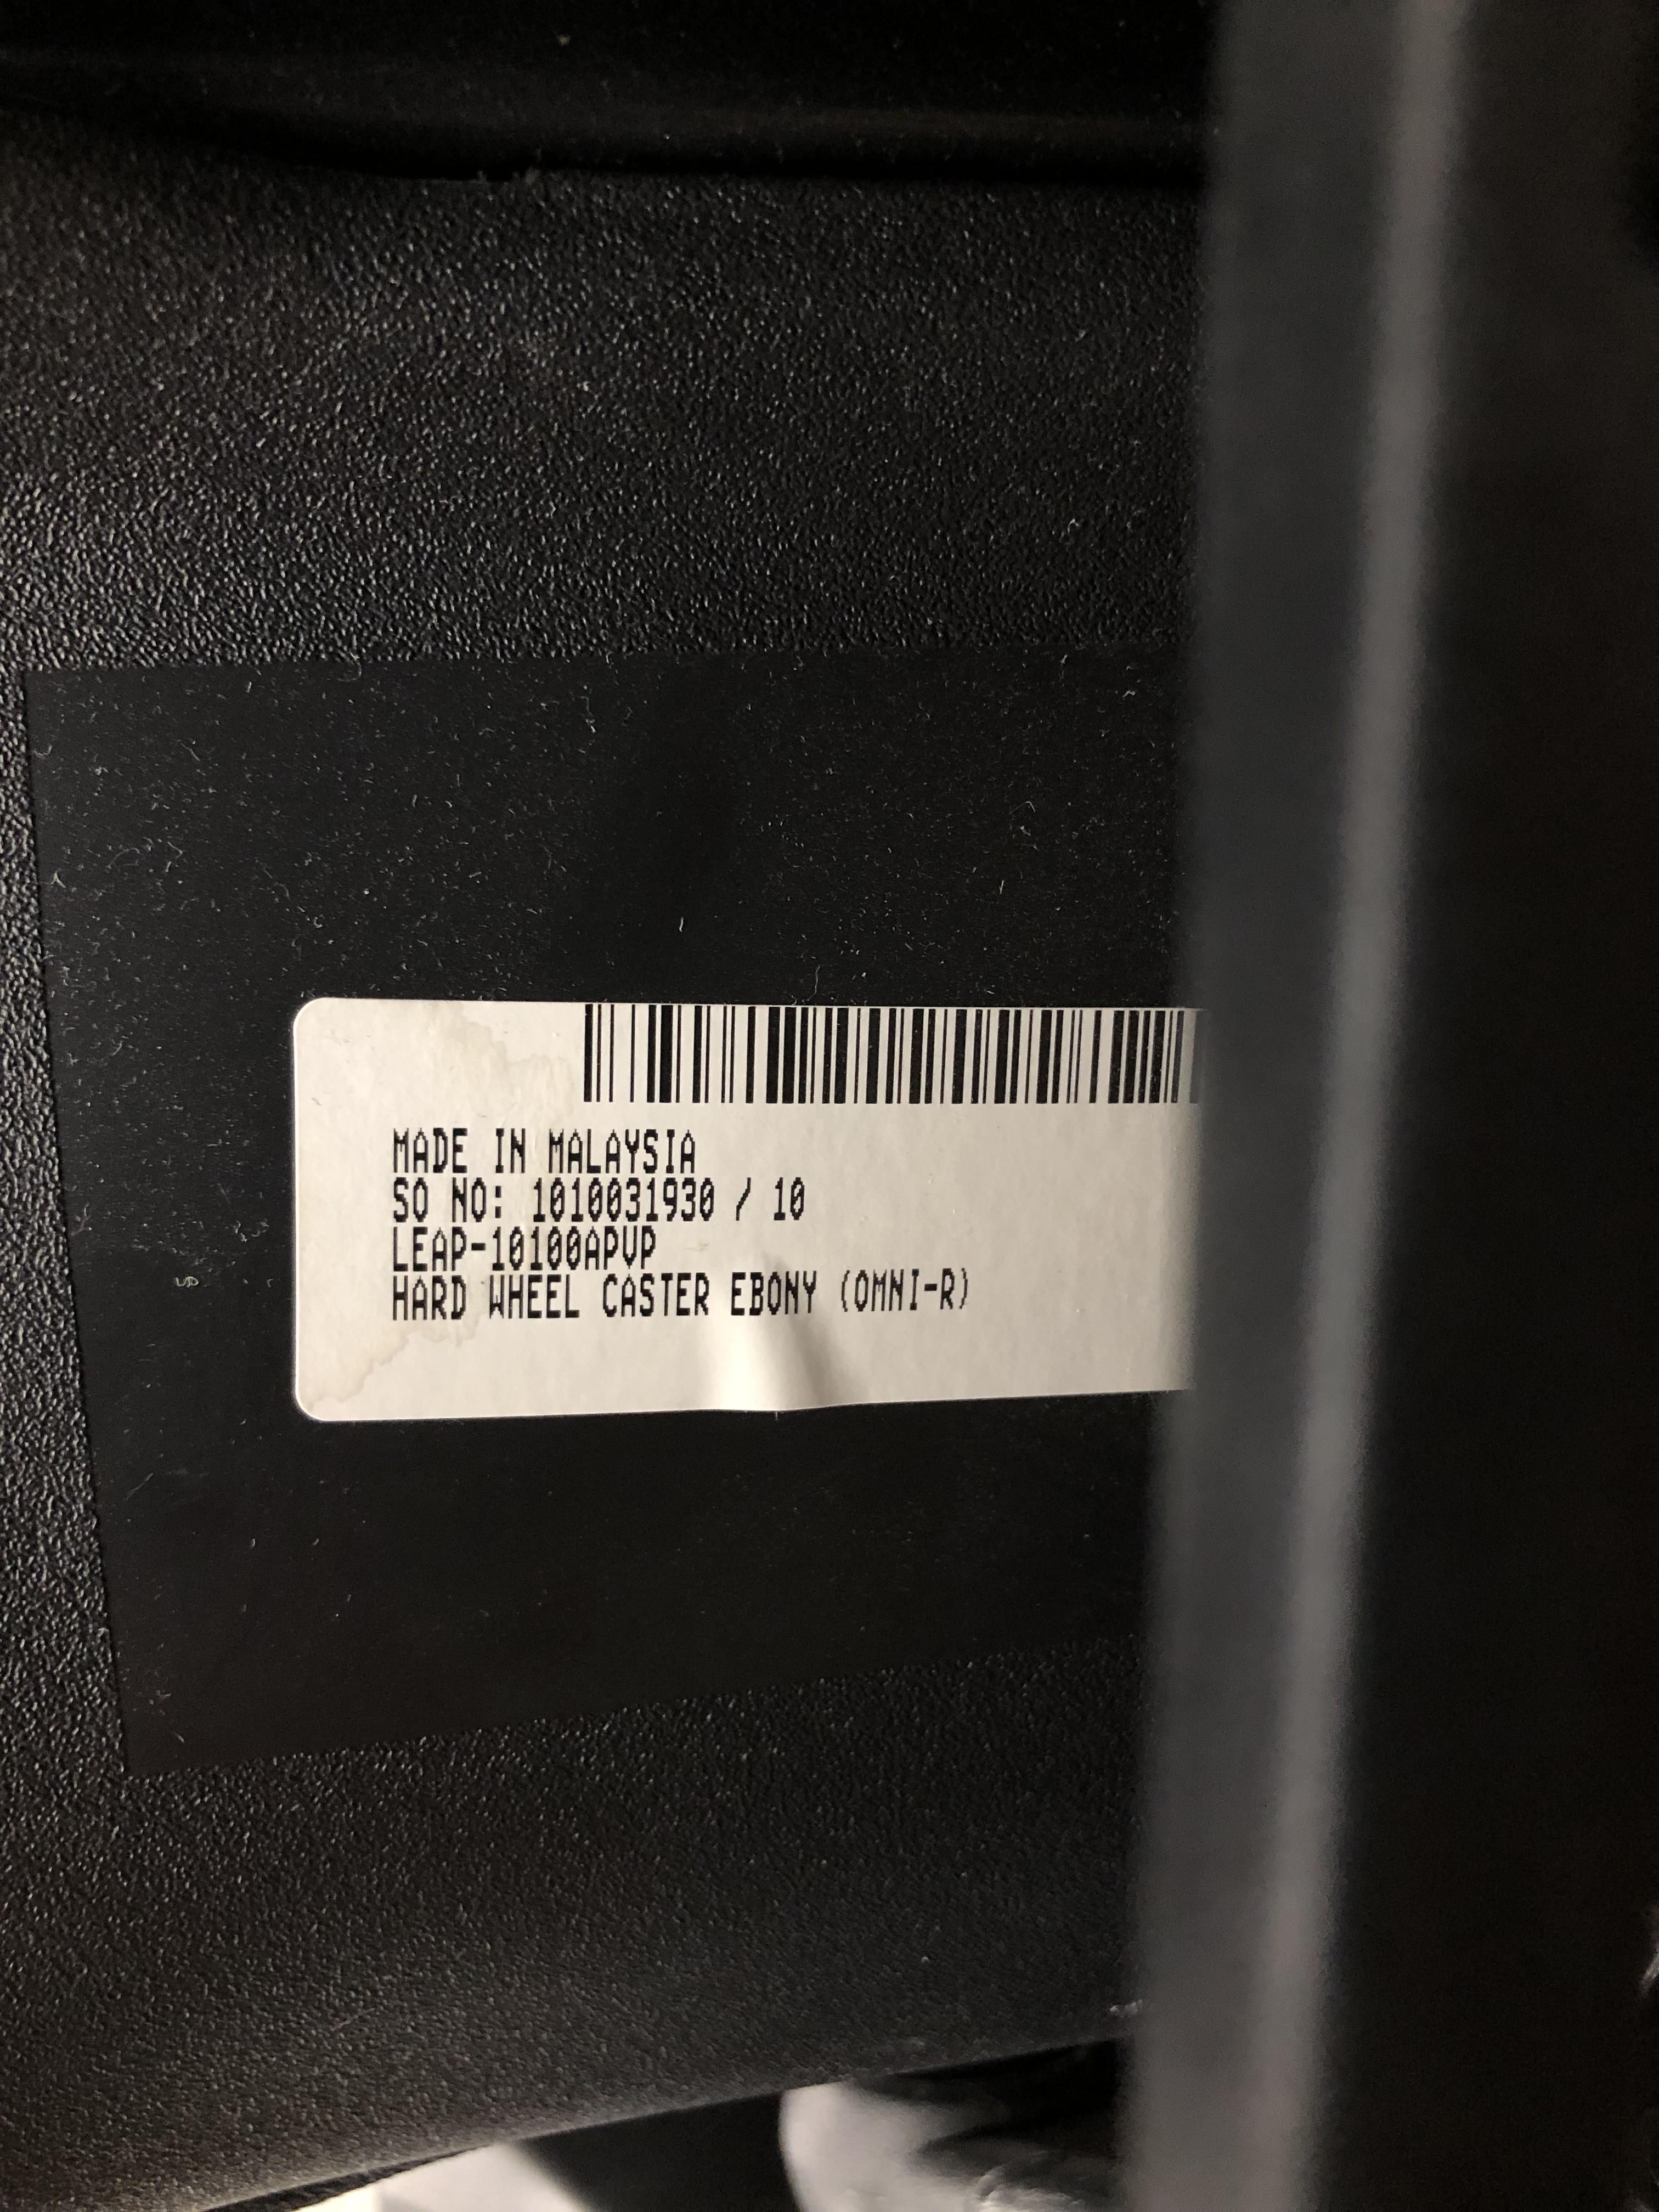 MADE IN MALAYSIA
SO NO: 1010031930 / 10
LEAP-10100APVP
HARD WHEEL CASTER EBONY (OMNI-R)